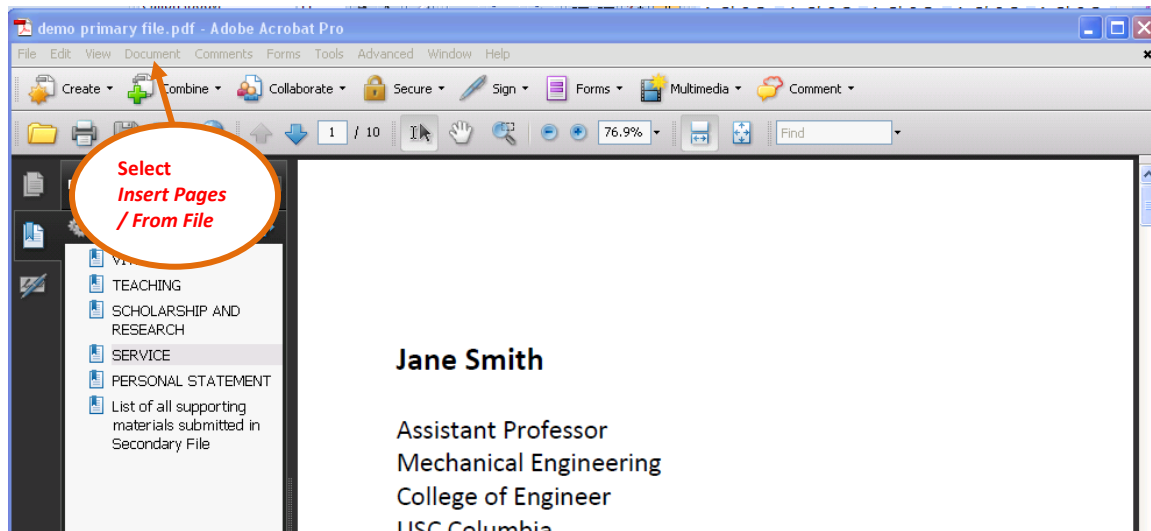 demo primary file.pdf - Adobe Acrobat Pro
File Edit View Document Comments Forms Tools Advanced Window Help
Create Combine Collaborate Secure Sign Forms Multimedia Comment
1 / 10 76.9% Find
Select
Insert Pages
/ From File
TEACHING
SCHOLARSHIP AND
RESEARCH
SERVICE
PERSONAL STATEMENT
List of all supporting
materials submitted in
Secondary File
Jane Smith
Assistant Professor
Mechanical Engineering
College of Engineer
USC Columbia